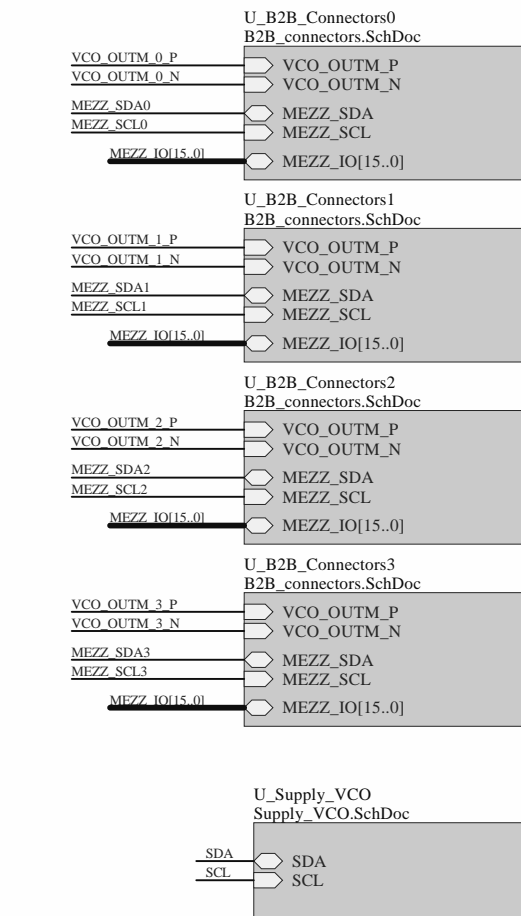 U_B2B_Connectors0
B2B_connectors.SchDoc
VCO_OUTM_0_P VCO_OUTM_P
VCO_OUTM_0_N VCO_OUTM_N
MEZZ_SDA0 MEZZ_SDA
MEZZ_SCL0 MEZZ_SCL
MEZZ_IO[15..0] MEZZ_IO[15..0]
U_B2B_Connectors1
B2B_connectors.SchDoc
VCO_OUTM_1_P VCO_OUTM_P
VCO_OUTM_1_N VCO_OUTM_N
MEZZ_SDA1 MEZZ_SDA
MEZZ_SCL1 MEZZ_SCL
MEZZ_IO[15..0] MEZZ_IO[15..0]
U_B2B_Connectors2
B2B_connectors.SchDoc
VCO_OUTM_2_P VCO_OUTM_P
VCO_OUTM_2_N VCO_OUTM_N
MEZZ_SDA2 MEZZ_SDA
MEZZ_SCL2 MEZZ_SCL
MEZZ_IO[15..0] MEZZ_IO[15..0]
U_B2B_Connectors3
B2B_connectors.SchDoc
VCO_OUTM_3_P VCO_OUTM_P
VCO_OUTM_3_N VCO_OUTM_N
MEZZ_SDA3 MEZZ_SDA
MEZZ_SCL3 MEZZ_SCL
MEZZ_IO[15..0] MEZZ_IO[15..0]
U_Supply_VCO
Supply_VCO.SchDoc
SDA SDA
SCL SCL